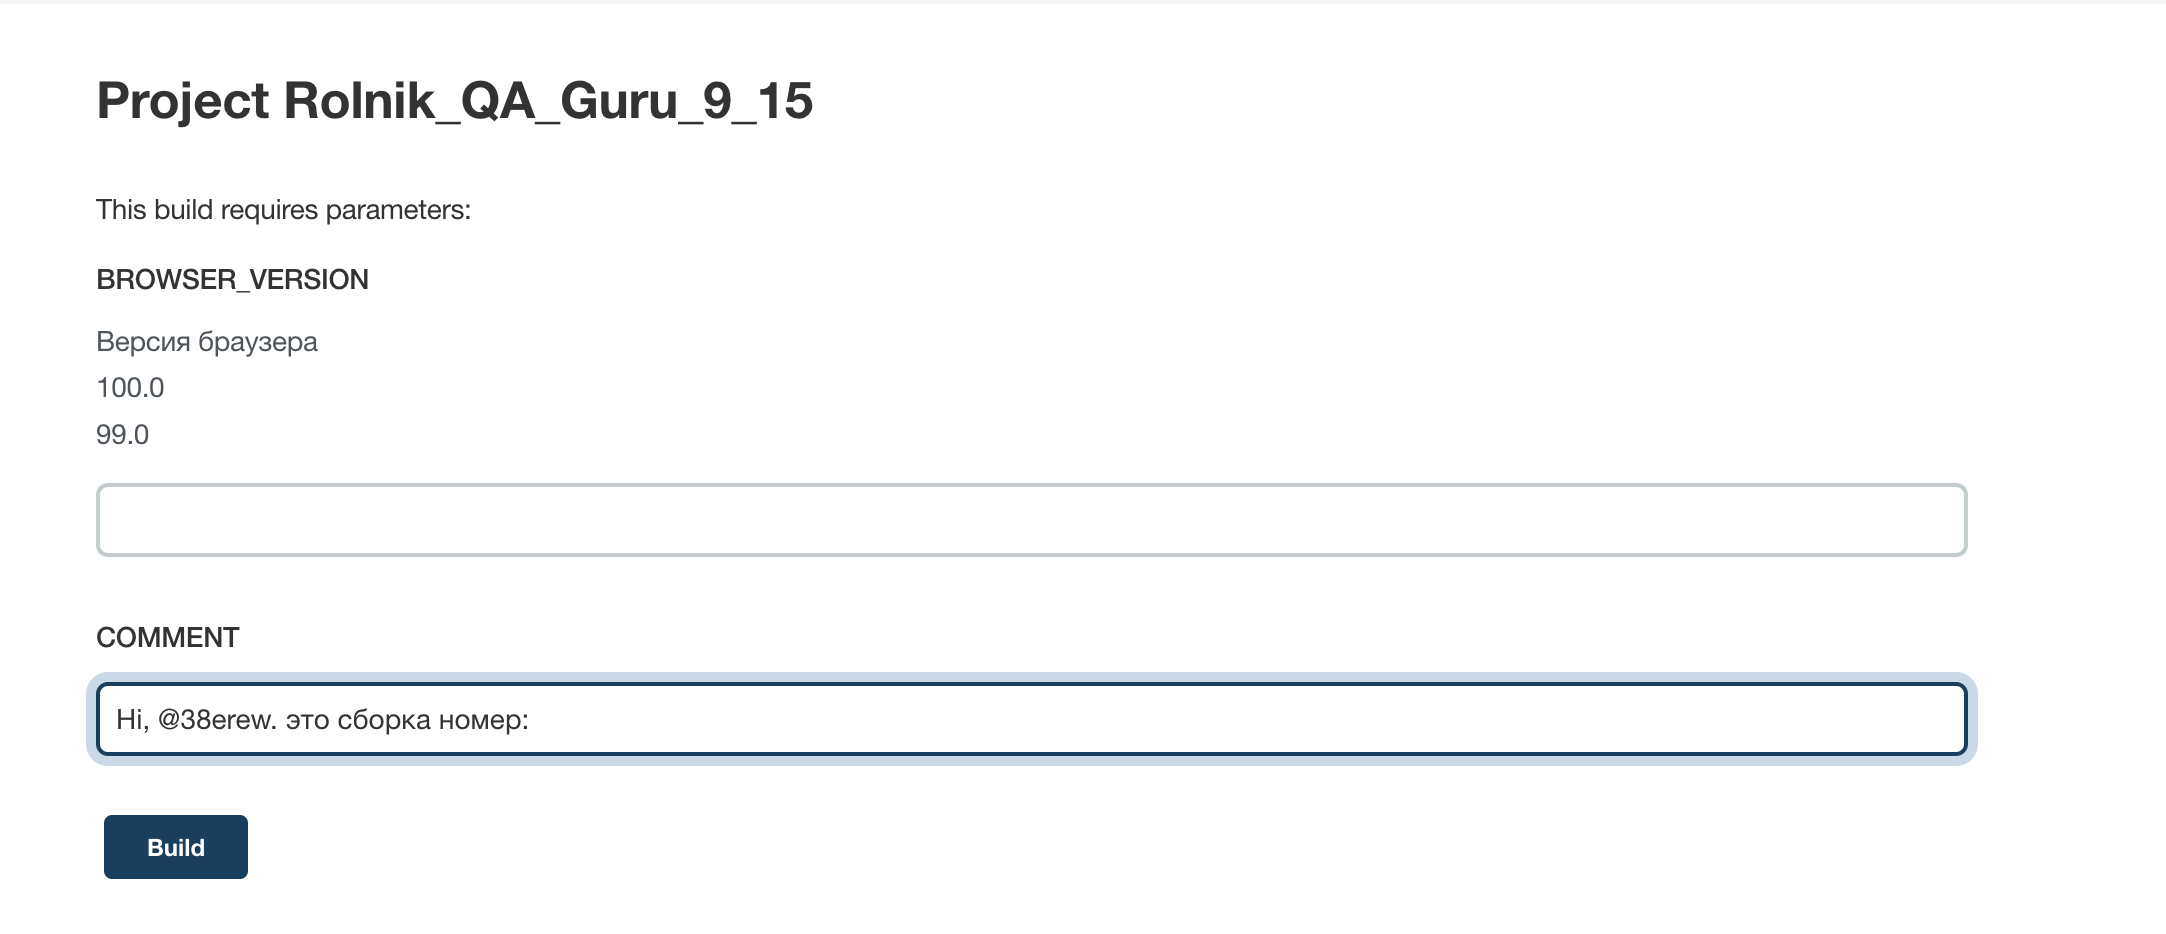 Project Rolnik_QA_Guru_9_15
This build requires parameters:
BROWSER_VERSION
Версия браузера
100.0
99.0
COMMENT
Hi, @38erew. это сборка номер:
Build